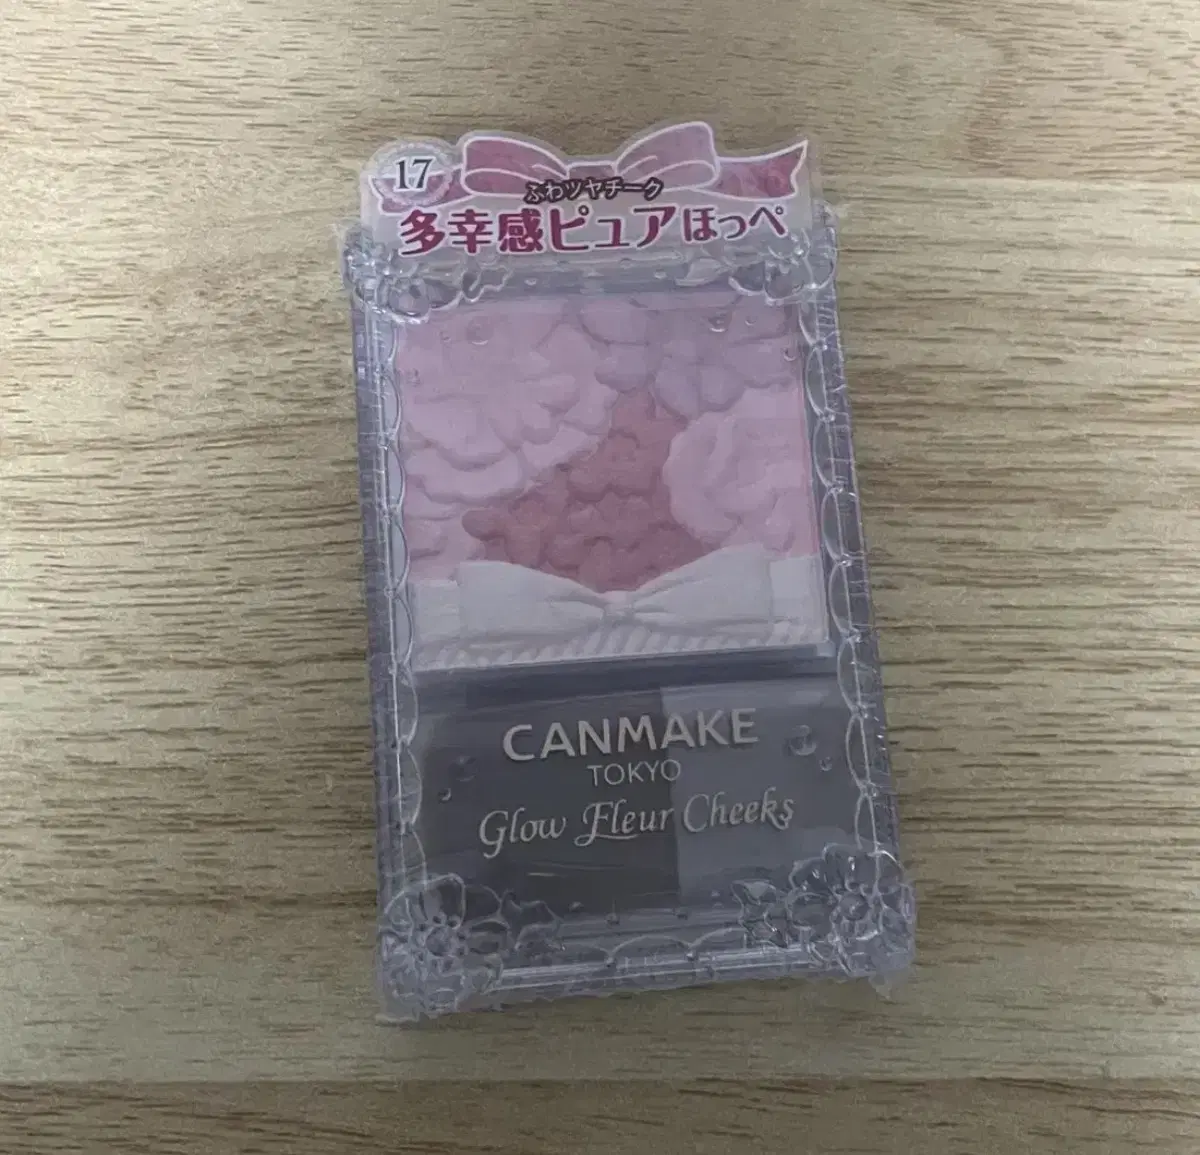 17
ふわツヤチーク
多幸感ピュアほっぺ
CANMAKE
TOKYO
Glow Fleur Cheeks